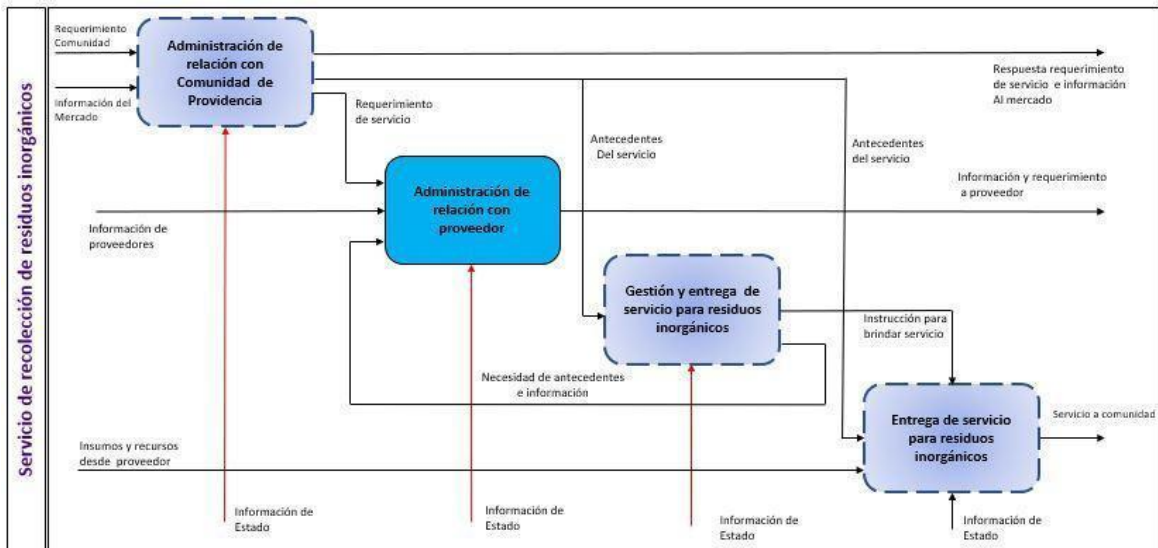 Servicio de recolección de residuos inorgánicos
Requerimiento
Comunidad
Información del
Mercado
Administración de
relación con
Comunidad de
Providencia
Respuesta requerimiento
de servicio e información
Al mercado
Requerimiento
de servicio
Antecedentes
Del servicio
Antecedentes
del servicio
Información de
proveedores
Administración de
relación con
proveedor
Información y requerimiento
a proveedor
Gestión y entrega de
servicio para residuos
inorgánicos
Instrucción para
brindar servicio
Necesidad de antecedentes
e información
Insumos y recursos
desde proveedor
Entrega de servicio
para residuos
inorgánicos
Servicio a comunidad
Información de
Estado
Información de
Estado
Información de
Estado
Información de
Estado